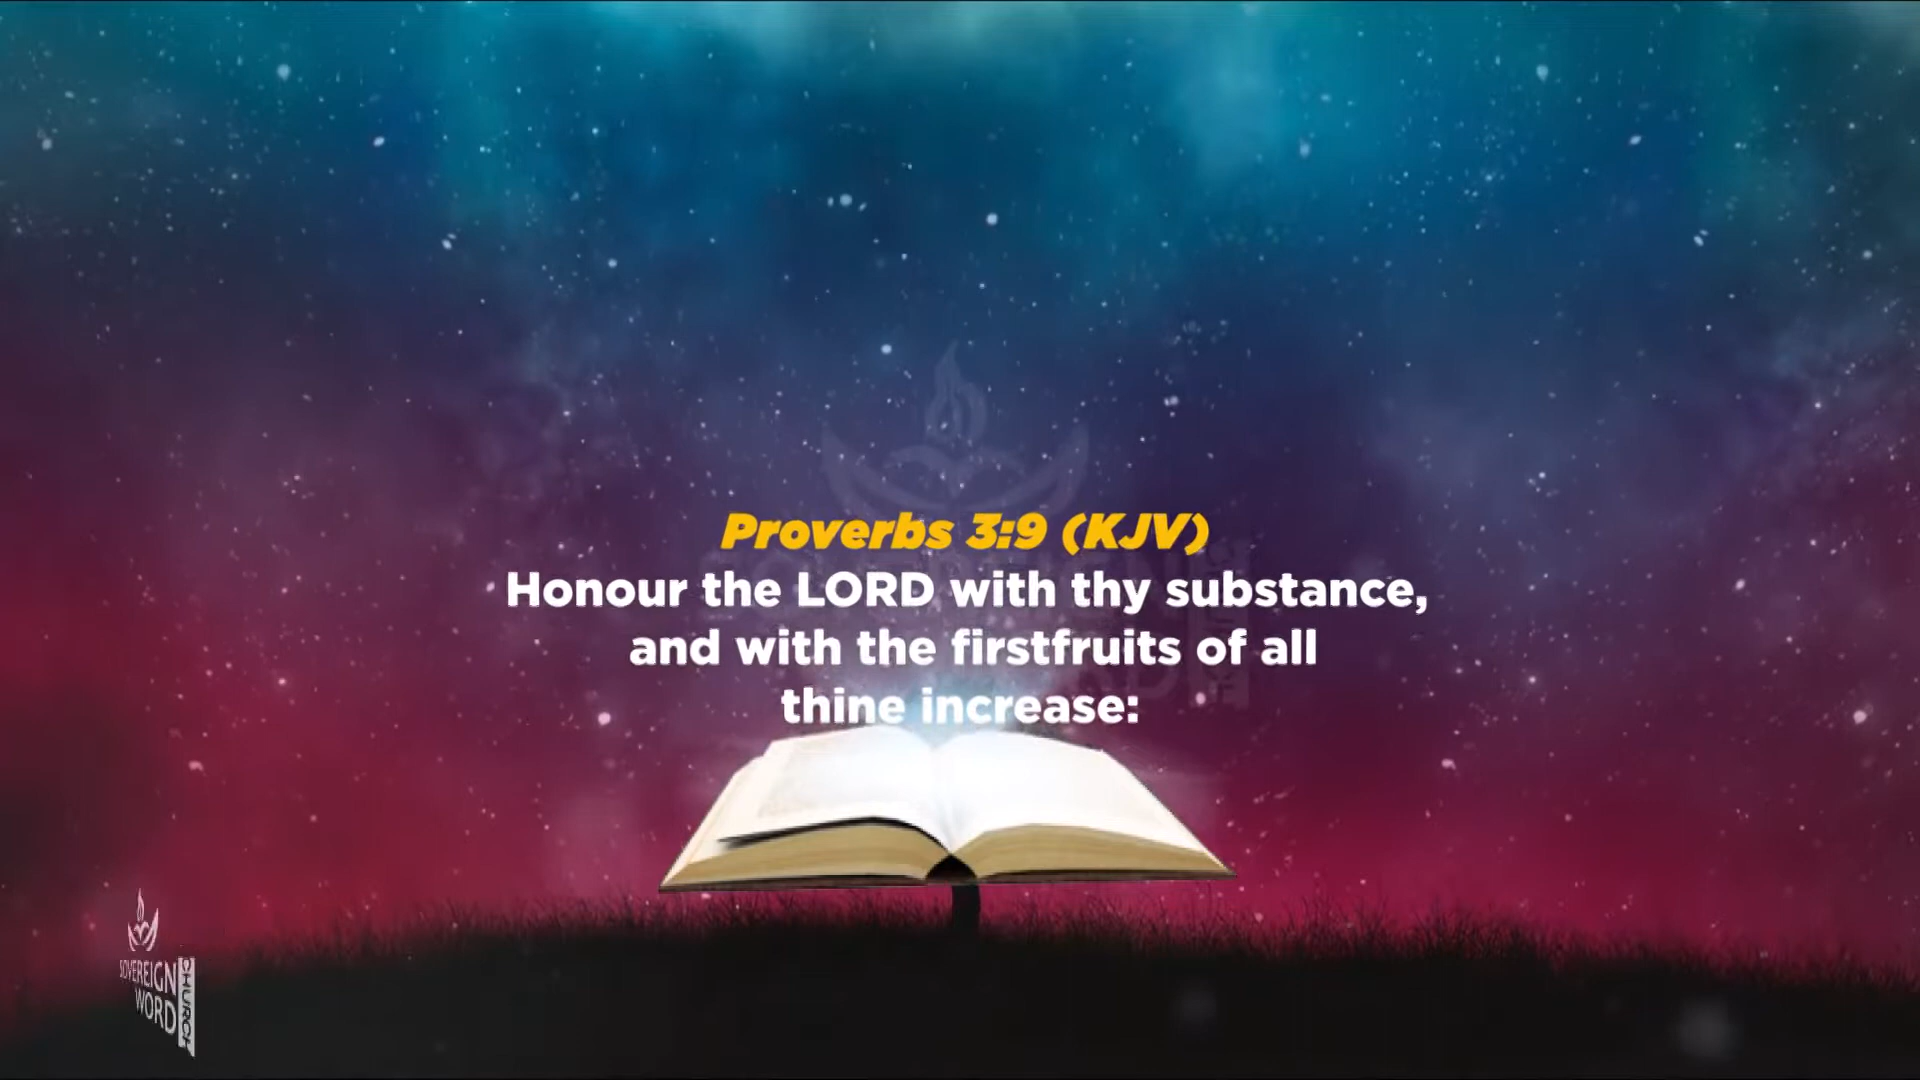 Proverbs 3:9 (KJV)
Honour the LORD with thy substance,
and with the firstfruits of all
thine increase:
SOVEREIGN
WORD
CHURCH